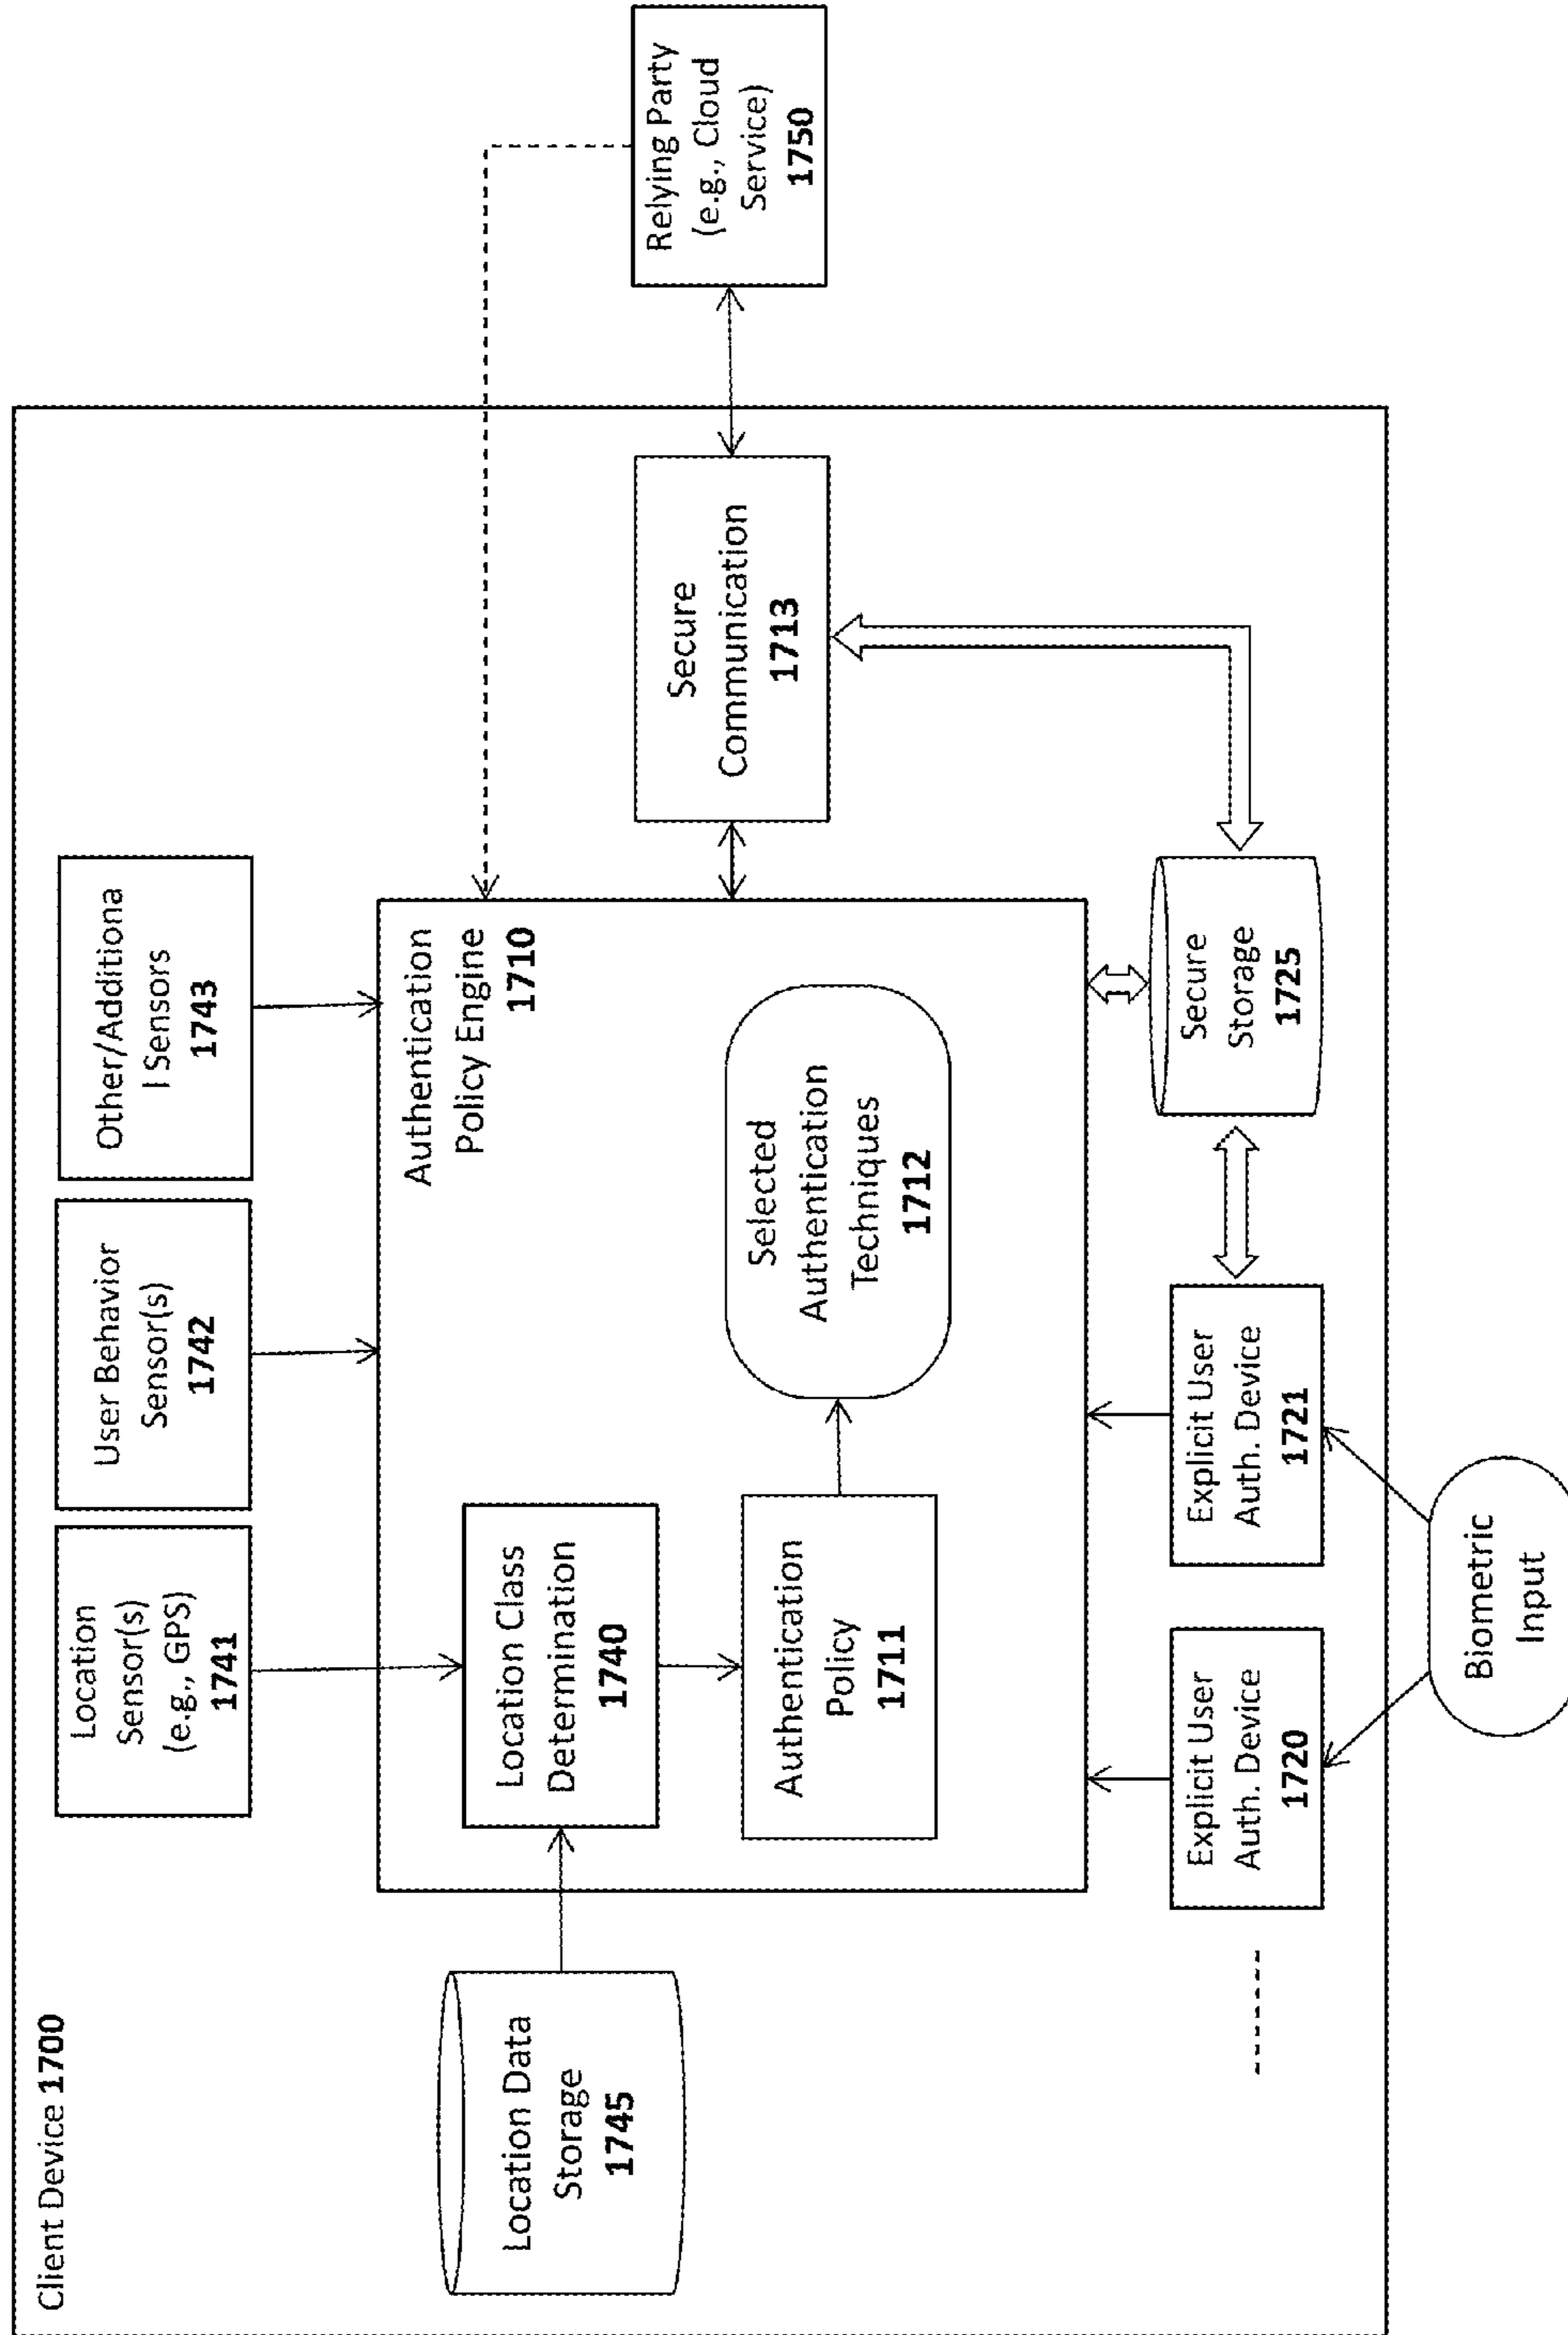 Client Device 1700
Location
Sensor(s)
(e.g., GPS)
1741
User Behavior
Sensor(s)
1742
Other/Additiona
l Sensors
1743
Location Data
Storage
1745
Authentication
Policy Engine
1710
Location Class
Determination
1740
Authentication
Policy
1711
Selected
Authentication
Techniques
1712
Secure
Communication
1713
Relying Party
(e.g., Cloud
Service)
1750
Explicit User
Auth. Device
1720
Explicit User
Auth. Device
1721
Secure
Storage
1725
Biometric
Input